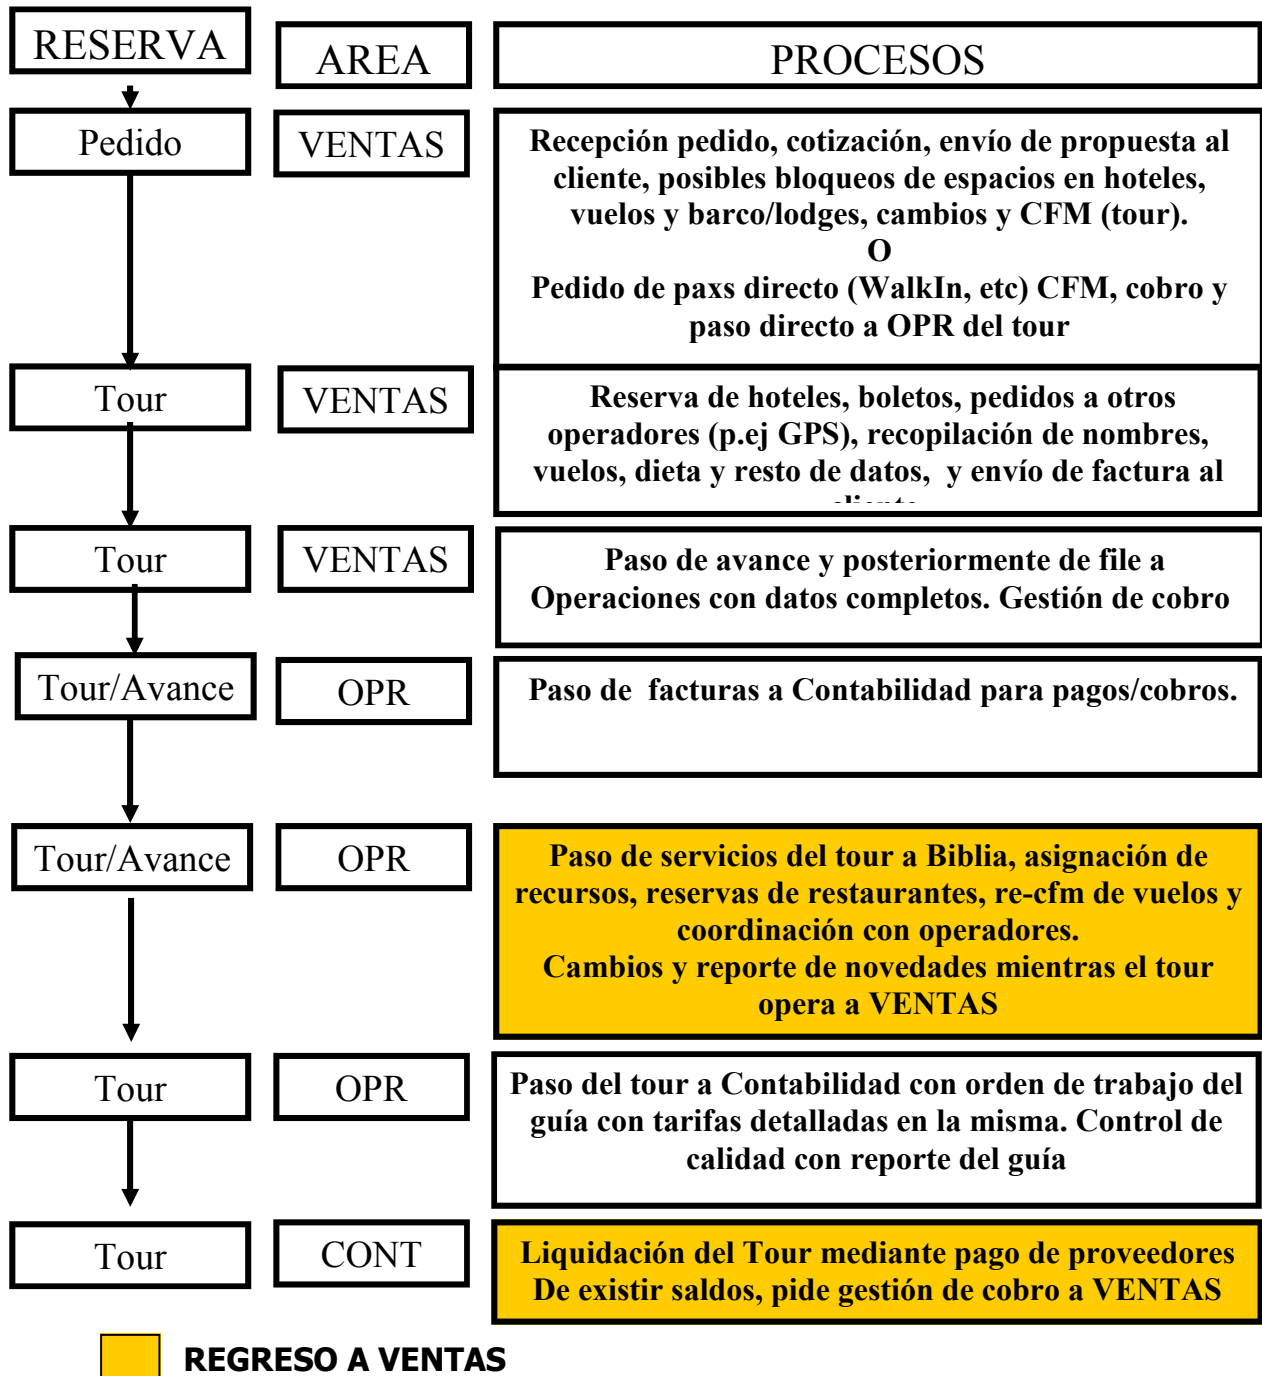 RESERVA
AREA
PROCESOS
Pedido
VENTAS
Recepción pedido, cotización, envío de propuesta al
cliente, posibles bloqueos de espacios en hoteles,
vuelos y barco/lodges, cambios y CFM (tour).
O
Pedido de paxs directo (WalkIn, etc) CFM, cobro y
paso directo a OPR del tour
Tour
VENTAS
Reserva de hoteles, boletos, pedidos a otros
operadores (p.ej GPS), recopilación de nombres,
vuelos, dieta y resto de datos,  y envío de factura al
Tour
VENTAS
Paso de avance y posteriormente de file a
Operaciones con datos completos. Gestión de cobro
Tour/Avance
OPR
Paso de  facturas a Contabilidad para pagos/cobros.
Tour/Avance
OPR
Paso de servicios del tour a Biblia, asignación de
recursos, reservas de restaurantes, re-cfm de vuelos y
coordinación con operadores.
Cambios y reporte de novedades mientras el tour
opera a VENTAS
Tour
OPR
Paso del tour a Contabilidad con orden de trabajo del
guía con tarifas detalladas en la misma. Control de
calidad con reporte del guía
Tour
CONT
Liquidación del Tour mediante pago de proveedores
De existir saldos, pide gestión de cobro a VENTAS
REGRESO A VENTAS